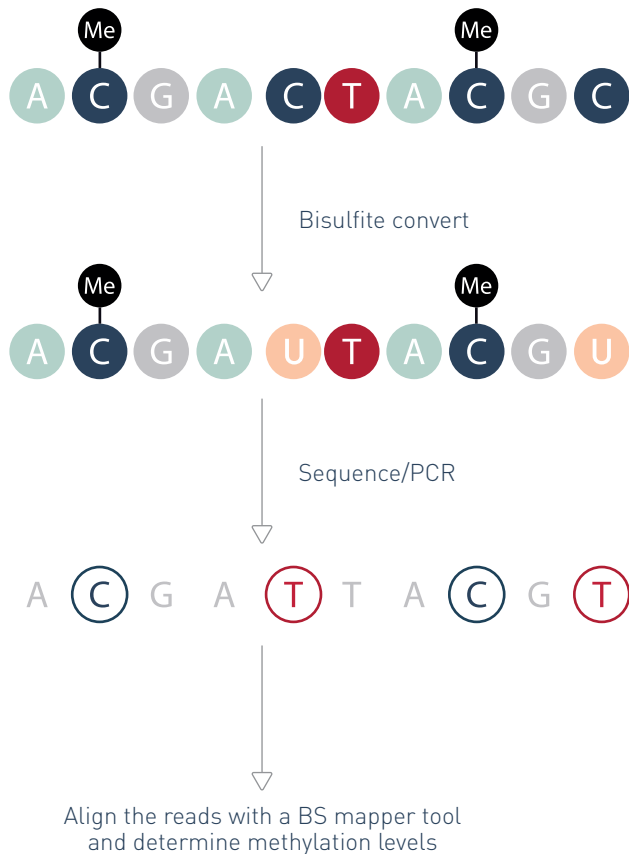 Me Me
A C G A C T A C G C
Bisulfite convert
Me Me
A C G A U T A C G U
Sequence/PCR
A C G A T T A C G T
Align the reads with a BS mapper tool
and determine methylation levels